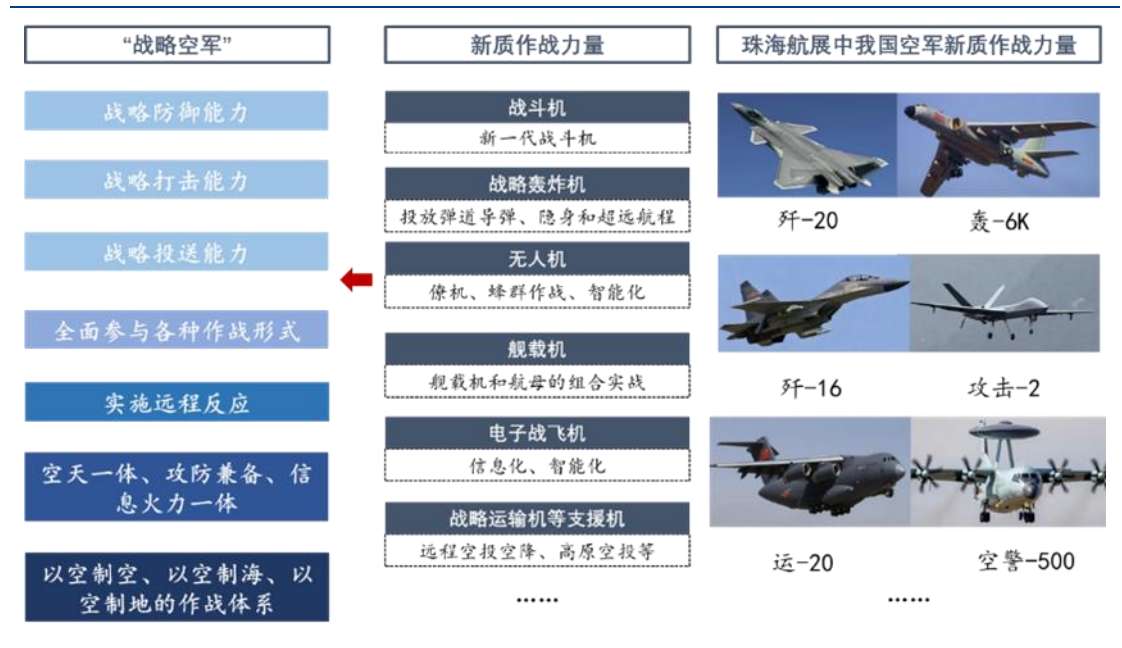 “战略空军”
战略防御能力
战略打击能力
战略投送能力
全面参与各种作战形式
实施远程反应
空天一体、攻防兼备、信
息火力一体
以空制空、以空制海、以
空制地的作战体系
新质作战力量
战斗机
新一代战斗机
战略轰炸机
投放弹道导弹、隐身和超远航程
无人机
僚机、蜂群作战、智能化
舰载机
舰载机和航母的组合实战
电子战飞机
信息化、智能化
战略运输机等支援机
远程空投空降、高原空投等
……
珠海航展中我国空军新质作战力量
歼-20
轰-6K
歼-16
攻击-2
运-20
空警-500
……